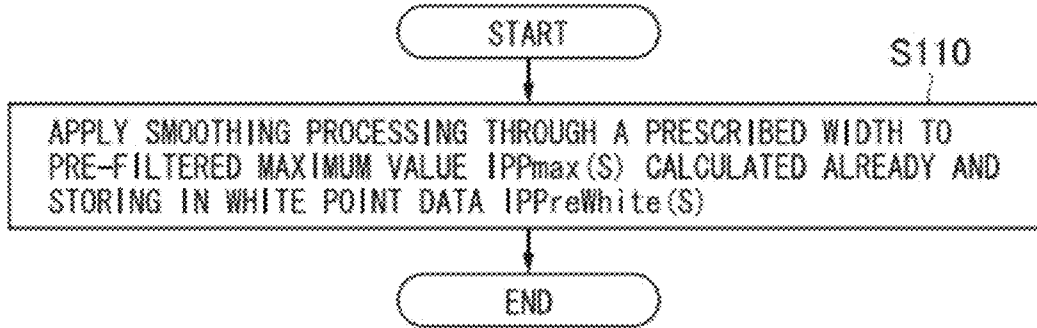 START
S110
APPLY SMOOTHING PROCESSING THROUGH A PRESCRIBED WIDTH TO
PRE-FILTERED MAXIMUM VALUE IPPmax(S) CALCULATED ALREADY AND
STORING IN WHITE POINT DATA IPPreWhite(S)
END